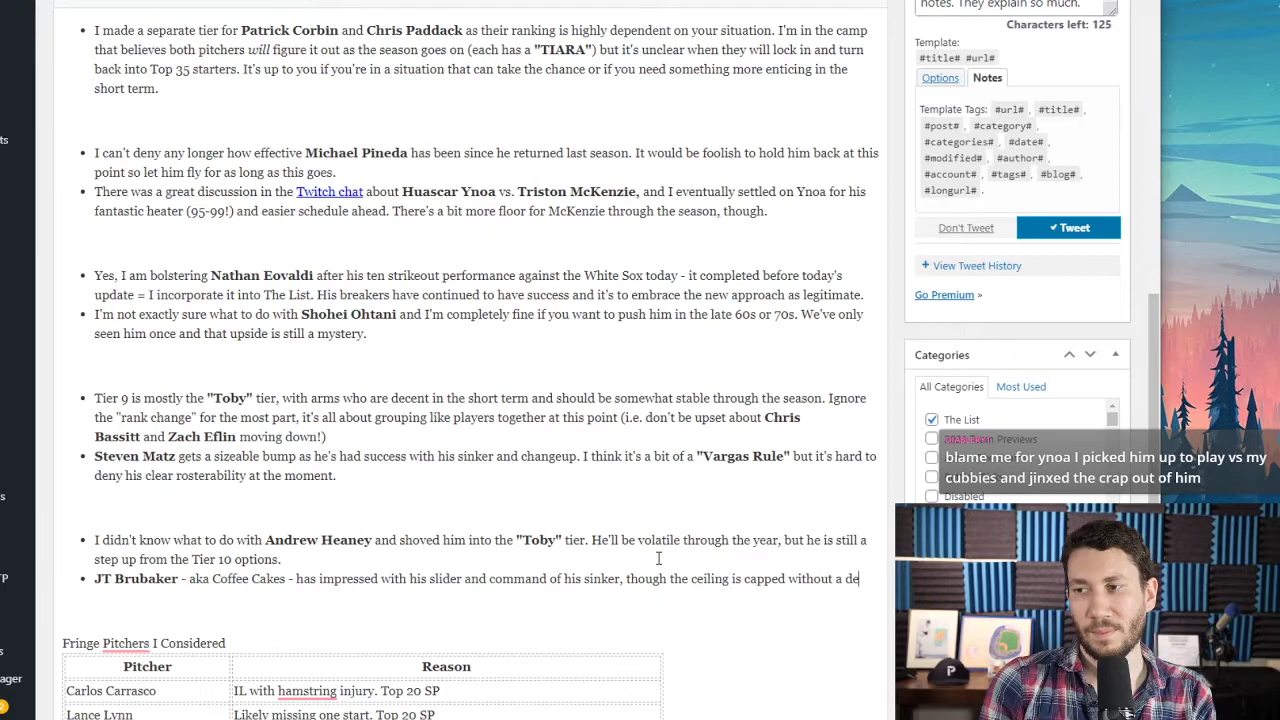 notes. They explain so much.
Characters left: 125
I made a separate tier for Patrick Corbin and Chris Paddack as their ranking is highly dependent on your situation. I'm in the camp
that believes both pitchers will figure it out as the season goes on (each has a "TIARA") but it's unclear when they will lock in and turn
back into Top 35 starters. It's up to you if you're in a situation that can take the chance or if you need something more enticing in the
short term.
I can't deny any longer how effective Michael Pineda has been since he returned last season. It would be foolish to hold him back at this
point so let him fly for as long as this goes.
There was a great discussion in the Twitch chat about Huascar Ynoa vs. Triston McKenzie, and I eventually settled on Ynoa for his
fantastic heater (95-99!) and easier schedule ahead. There's a bit more floor for McKenzie through the season, though.
Yes, I am bolstering Nathan Eovaldi after his ten strikeout performance against the White Sox today - it completed before today's
update = I incorporate it into The List. His breakers have continued to have success and it's to embrace the new approach as legitimate.
I'm not exactly sure what to do with Shohei Ohtani and I'm completely fine if you want to push him in the late 60s or 70s. We've only
seen him once and that upside is still a mystery.
Tier 9 is mostly the "Toby" tier, with arms who are decent in the short term and should be somewhat stable through the season. Ignore
the "rank change" for the most part, it's all about grouping like players together at this point (i.e. don't be upset about Chris
Bassitt and Zach Eflin moving down!)
Steven Matz gets a sizeable bump as he's had success with his sinker and changeup. I think it's a bit of a "Vargas Rule" but it's hard to
deny his clear rosterability at the moment.
I didn't know what to do with Andrew Heaney and shoved him into the "Toby" tier. He'll be volatile through the year, but he is still a
step up from the Tier 10 options.
JT Brubaker - aka Coffee Cakes - has impressed with his slider and command of his sinker, though the ceiling is capped without a de
Fringe Pitchers I Considered
Pitcher Reason
Carlos Carrasco IL with hamstring injury. Top 20 SP
Lance Lynn Likely missing one start. Top 20 SP
Template:
#title# #url#
Options Notes
Template Tags: #url# , #title# ,
#post# , #category# ,
#categories# , #date# ,
#modified# , #author# ,
#account# , #tags# , #blog# ,
#longurl# .
Don't Tweet ✓ Tweet
+ View Tweet History
Go Premium »
Categories
All Categories Most Used
The List
Previews
blame me for ynoa I picked him up to play vs my
cubbies and jinxed the crap out of him
Disabled
ts
s
TP
s
ager
P